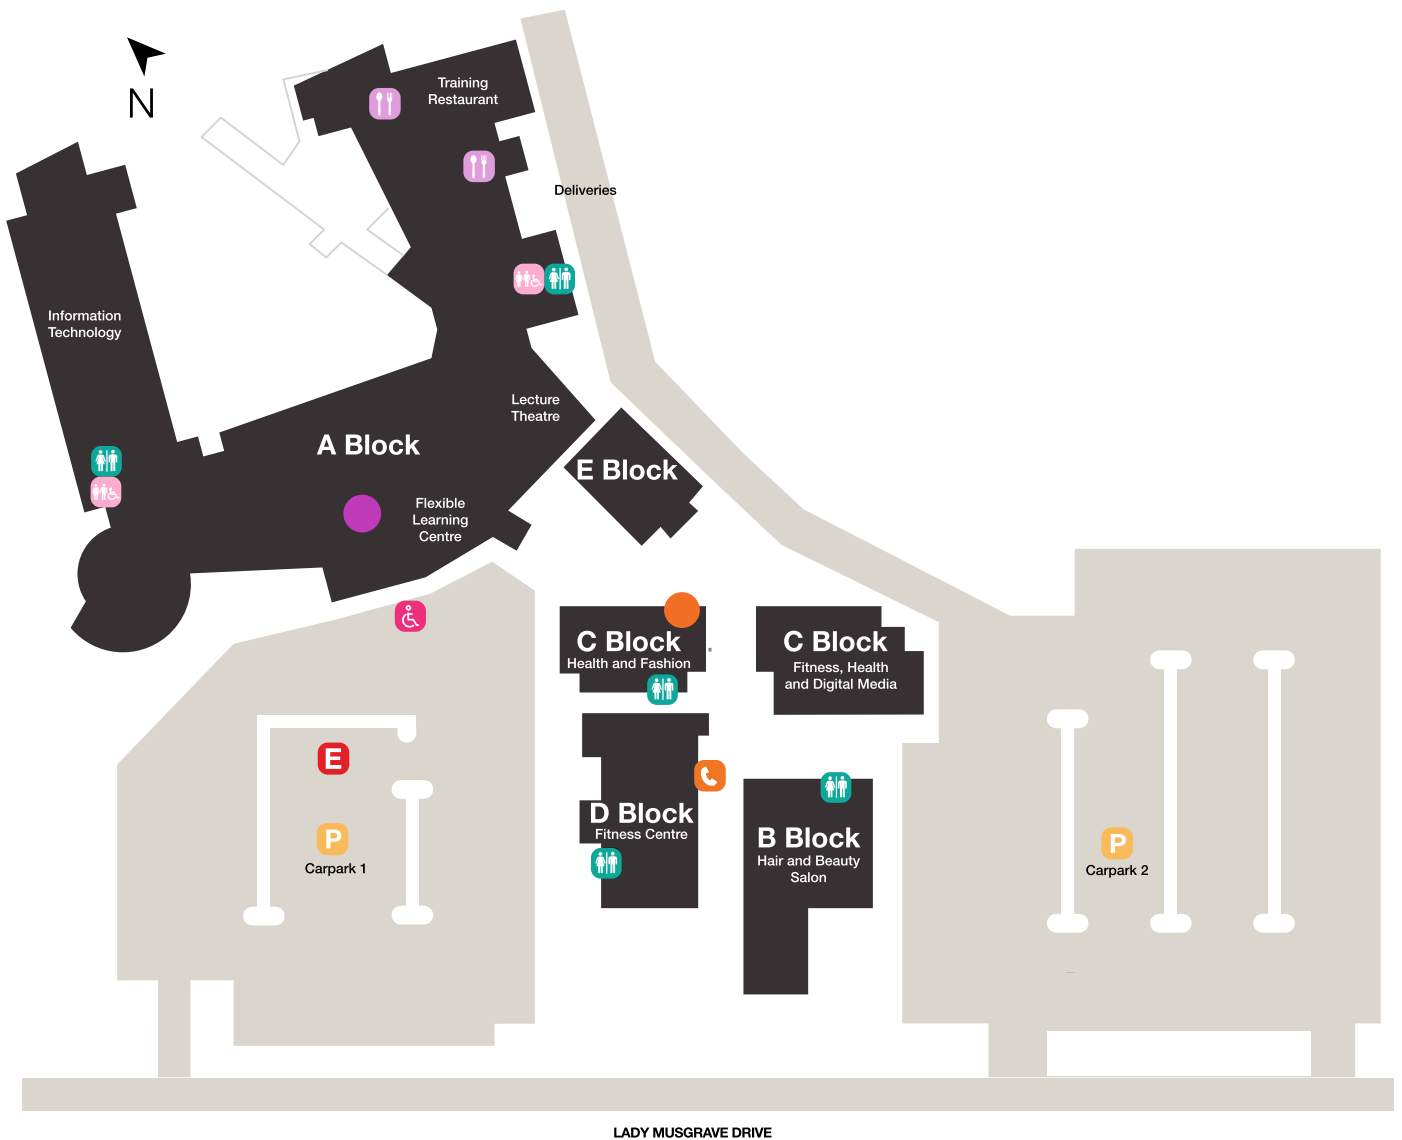 N
Training
Restaurant
Deliveries
Information
Technology
Lecture
Theatre
A Block
E Block
Flexible
Learning
Centre
C Block
Health and Fashion
C Block
Fitness, Health
and Digital Media
E
D Block
Fitness Centre
P
Carpark 1
B Block
Hair and Beauty
Salon
P
Carpark 2
LADY MUSGRAVE DRIVE